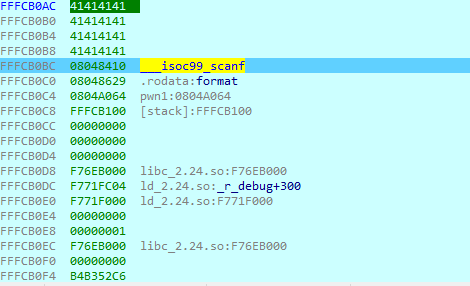 FFFCB0AC 41414141
FFFCB0B0 41414141
FFFCB0B4 41414141
FFFCB0B8 41414141
FFFCB0BC 08048410 ___isoc99_scanf
FFFCB0C0 08048629 .rodata:format
FFFCB0C4 0804A064 pwn1:0804A064
FFFCB0C8 FFFCB100 [stack]:FFFCB100
FFFCB0CC 00000000
FFFCB0D0 00000000
FFFCB0D4 00000000
FFFCB0D8 F76EB000 libc_2.24.so:F76EB000
FFFCB0DC F771FC04 ld_2.24.so:_r_debug+300
FFFCB0E0 F771F000 ld_2.24.so:F771F000
FFFCB0E4 00000000
FFFCB0E8 00000001
FFFCB0EC F76EB000 libc_2.24.so:F76EB000
FFFCB0F0 00000000
FFFCB0F4 B4B352C6